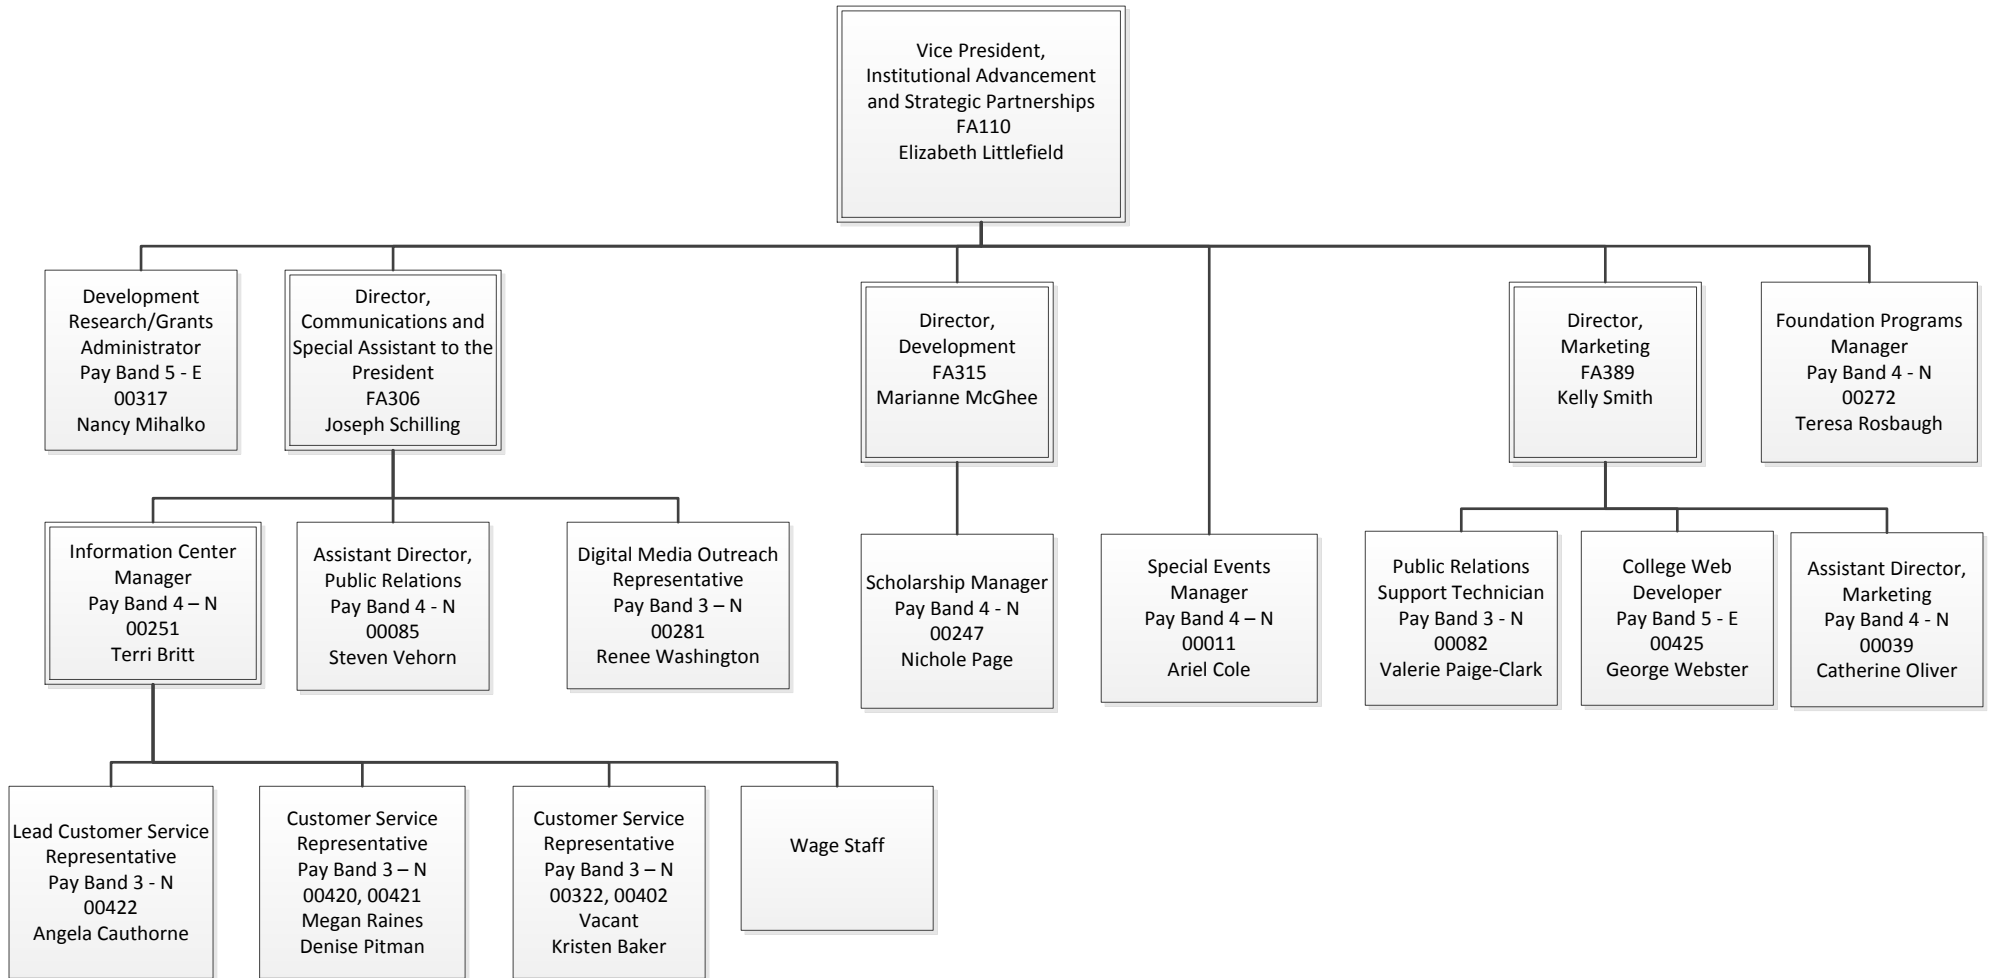 Vice President,
Institutional Advancement
and Strategic Partnerships
FA110
Elizabeth Littlefield
Development
Research/Grants
Administrator
Pay Band 5 - E
00317
Nancy Mihalko
Director,
Communications and
Special Assistant to the
President
FA306
Joseph Schilling
Director,
Development
FA315
Marianne McGhee
Director,
Marketing
FA389
Kelly Smith
Foundation Programs
Manager
Pay Band 4 - N
00272
Teresa Rosbaugh
Information Center
Manager
Pay Band 4 – N
00251
Terri Britt
Assistant Director,
Public Relations
Pay Band 4 - N
00085
Steven Vehorn
Digital Media Outreach
Representative
Pay Band 3 – N
00281
Renee Washington
Scholarship Manager
Pay Band 4 - N
00247
Nichole Page
Special Events
Manager
Pay Band 4 – N
00011
Ariel Cole
Public Relations
Support Technician
Pay Band 3 - N
00082
Valerie Paige-Clark
College Web
Developer
Pay Band 5 - E
00425
George Webster
Assistant Director,
Marketing
Pay Band 4 - N
00039
Catherine Oliver
Lead Customer Service
Representative
Pay Band 3 - N
00422
Angela Cauthorne
Customer Service
Representative
Pay Band 3 – N
00420, 00421
Megan Raines
Denise Pitman
Customer Service
Representative
Pay Band 3 – N
00322, 00402
Vacant
Kristen Baker
Wage Staff